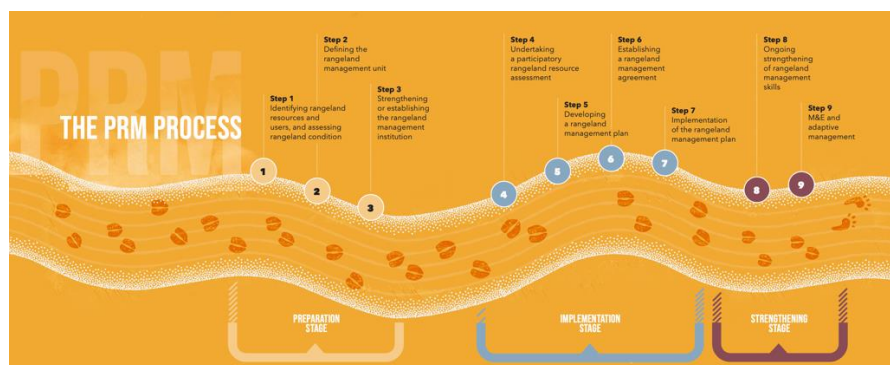 PRM
THE PRM PROCESS
Step 1
Identifying rangeland
resources and
users, and assessing
rangeland condition
Step 2
Defining the
rangeland
management unit
Step 3
Strengthening
or establishing
the rangeland
management
institution
Step 4
Undertaking
a participatory
rangeland resource
assessment
Step 5
Developing
a rangeland
management plan
Step 6
Establishing
a rangeland
management
agreement
Step 7
Implementation
of the rangeland
management plan
Step 8
Ongoing
strengthening
of rangeland
management
skills
Step 9
M&E and
adaptive
management
1
2
3
4
5
6
7
8
9
PREPARATION
STAGE
IMPLEMENTATION
STAGE
STRENGTHENING
STAGE